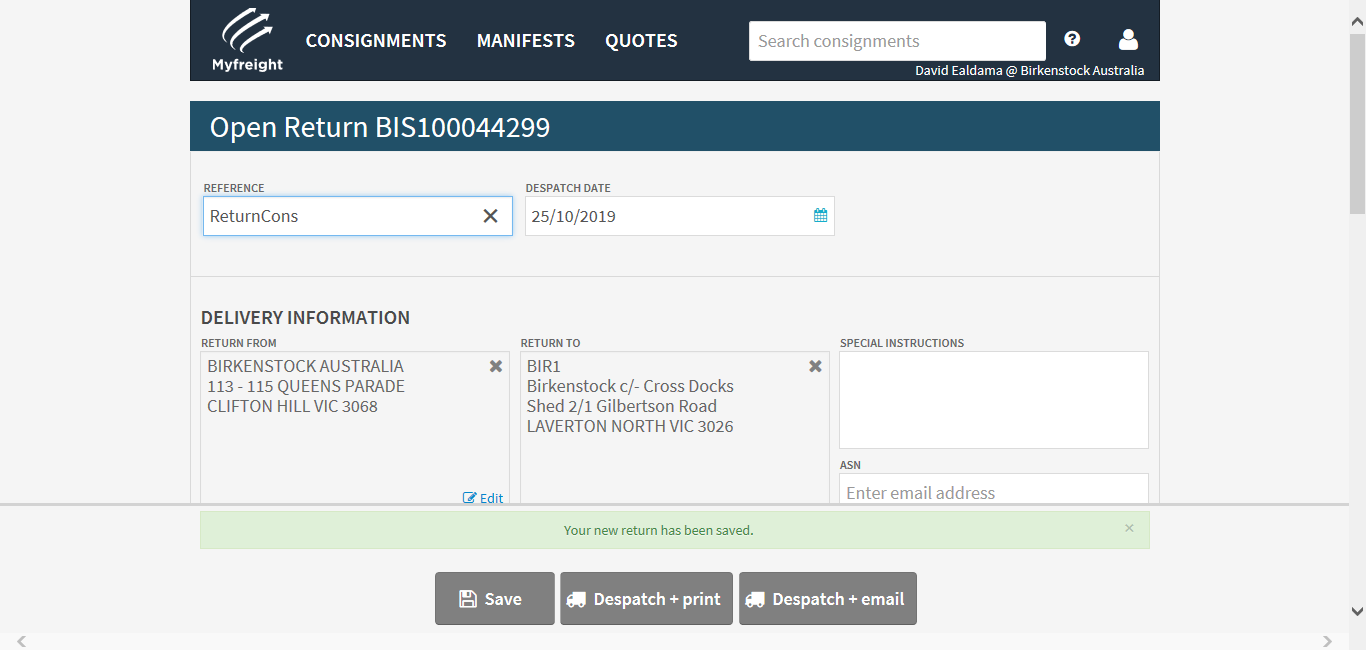 Myfreight
CONSIGNMENTS MANIFESTS QUOTES
Search consignments
David Ealdama @ Birkenstock Australia
Open Return BIS100044299
REFERENCE
ReturnCons
DESPATCH DATE
25/10/2019
DELIVERY INFORMATION
RETURN FROM
BIRKENSTOCK AUSTRALIA
113 - 115 QUEENS PARADE
CLIFTON HILL VIC 3068
Edit
RETURN TO
BIR1
Birkenstock c/- Cross Docks
Shed 2/1 Gilbertson Road
LAVERTON NORTH VIC 3026
SPECIAL INSTRUCTIONS
ASN
Enter email address
Your new return has been saved.
Save
Despatch + print
Despatch + email